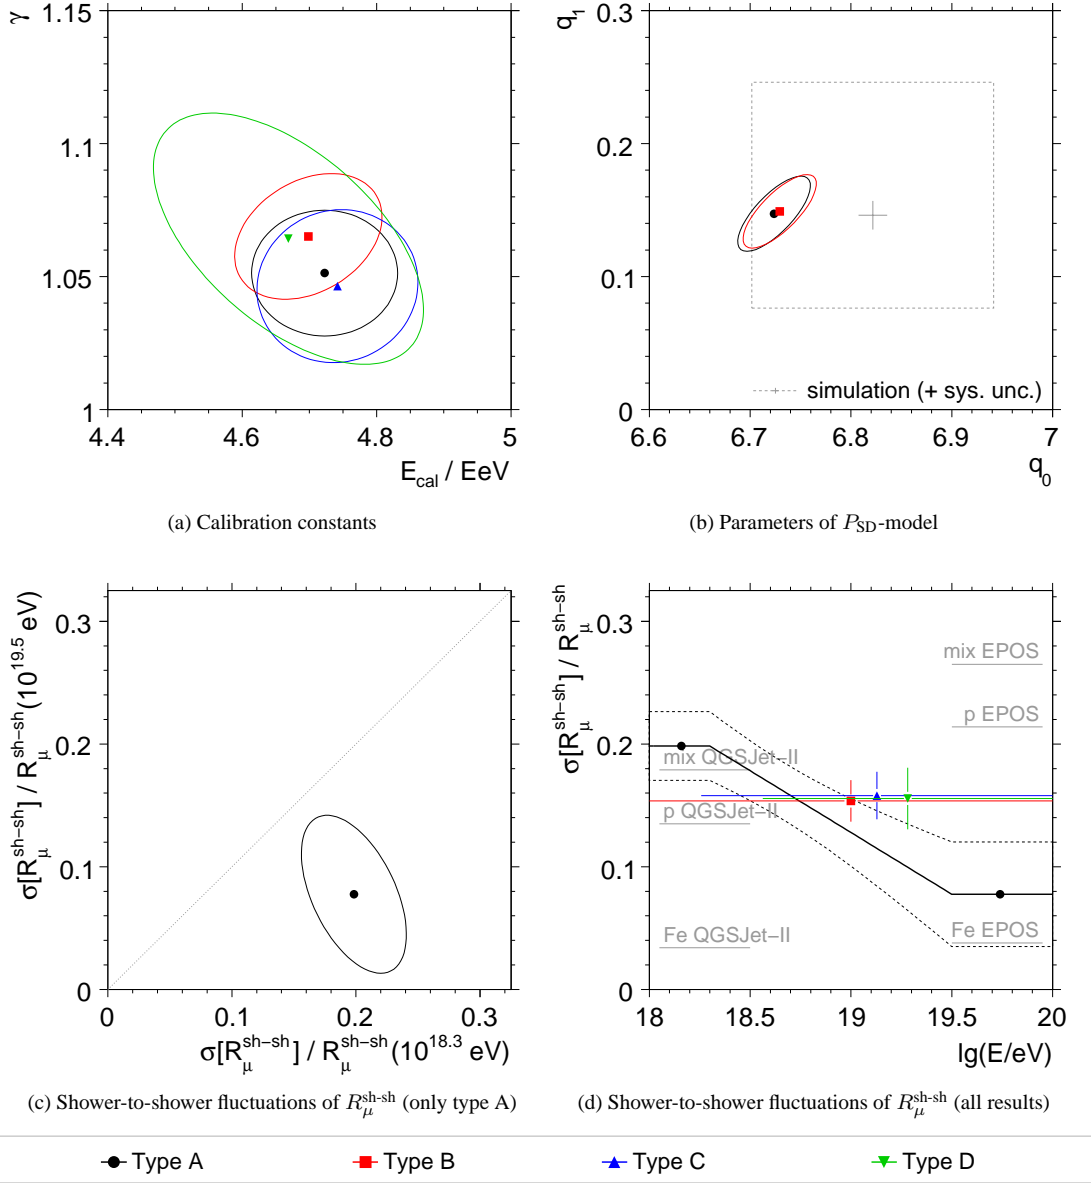 γ
1.15
1.1
1.05
1
4.4
4.6
4.8
5
E_cal / EeV
(a) Calibration constants
q_1
0.3
0.2
0.1
0
simulation (+ sys. unc.)
6.6
6.7
6.8
6.9
7
q_0
(b) Parameters of P_SD-model
σ[R_μ^sh−sh] / R_μ^sh−sh (10^19.5 eV)
0.3
0.2
0.1
0
0
0.1
0.2
0.3
σ[R_μ^sh−sh] / R_μ^sh−sh (10^18.3 eV)
(c) Shower-to-shower fluctuations of R_μ^sh-sh (only type A)
σ[R_μ^sh−sh] / R_μ^sh−sh
0.3
0.2
0.1
0
mix EPOS
p EPOS
mix QGSJet−II
p QGSJet−II
Fe QGSJet−II
Fe EPOS
18
18.5
19
19.5
20
lg(E/eV)
(d) Shower-to-shower fluctuations of R_μ^sh-sh (all results)
Type A
Type B
Type C
Type D